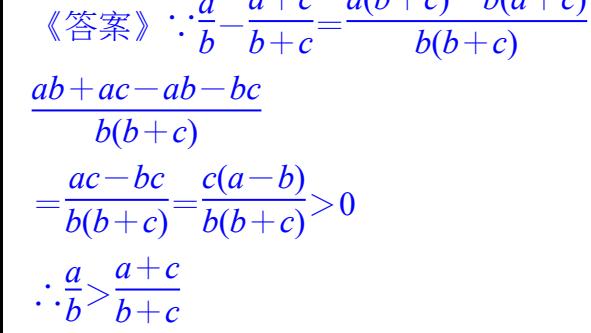 《答案》∵a/b−(a+c)/(b+c)=(a(b+c)−b(a+c))/(b(b+c))
(ab+ac−ab−bc)/(b(b+c))
=(ac−bc)/(b(b+c))=(c(a−b))/(b(b+c))>0
∴a/b>(a+c)/(b+c)